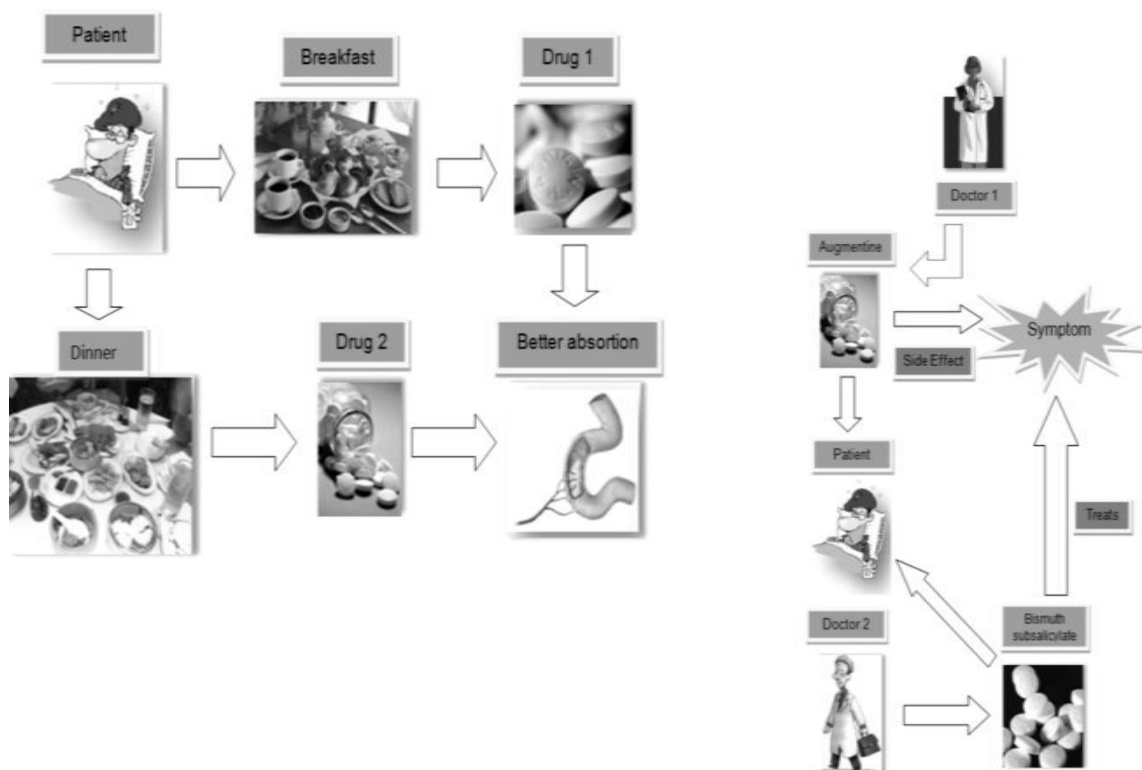 Patient
Breakfast
Drug 1
Dinner
Drug 2
Better absortion
Doctor 1
Augmentine
Symptom
Side Effect
Patient
Treats
Doctor 2
Bismuth
subsalicylate